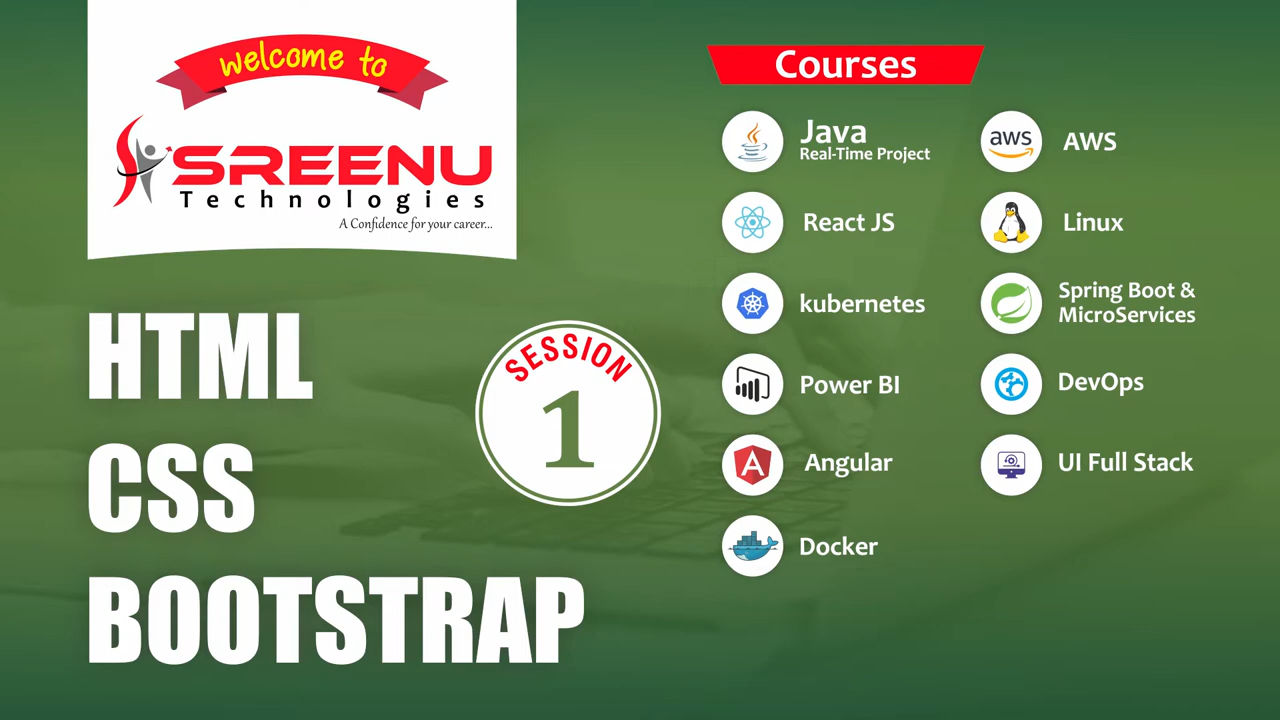 welcome to
SREENU
Technologies
A Confidence for your career...
HTML
CSS
BOOTSTRAP
SESSION
1
Courses
Java
Real-Time Project
React JS
kubernetes
Power BI
Angular
Docker
aws
AWS
Linux
Spring Boot &
MicroServices
DevOps
UI Full Stack